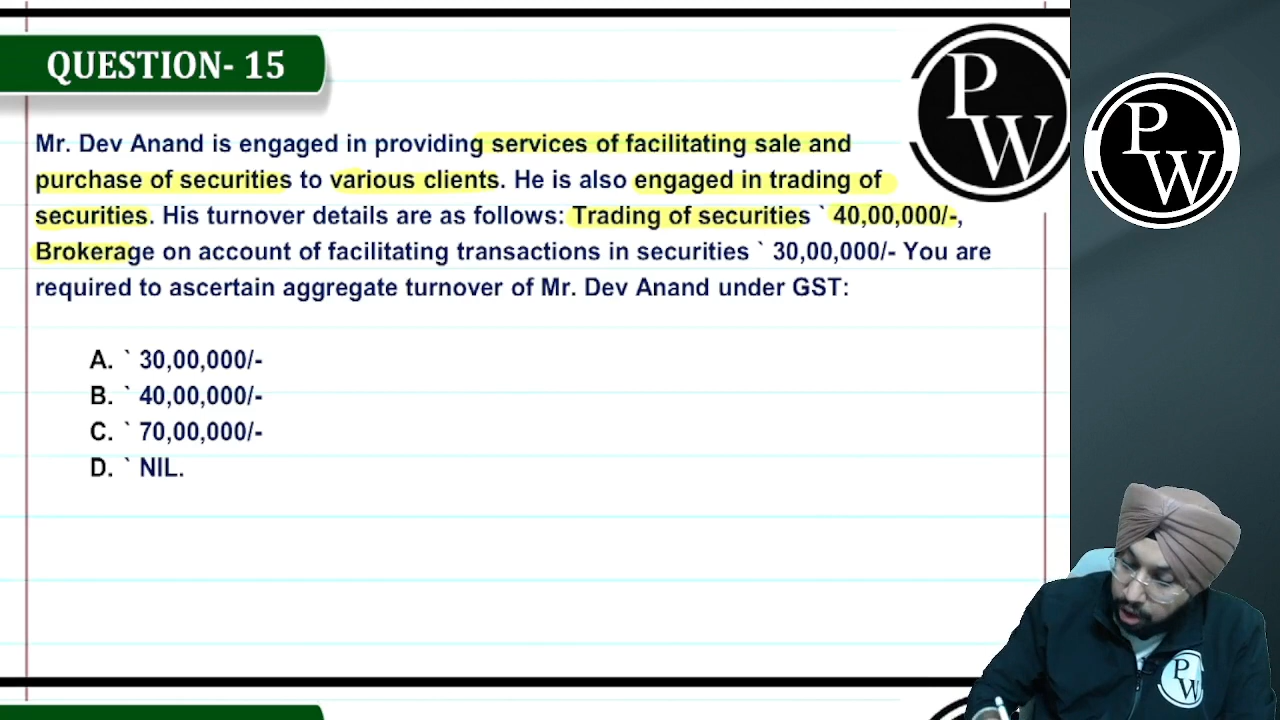 QUESTION- 15
PW
PW
Mr. Dev Anand is engaged in providing services of facilitating sale and
purchase of securities to various clients. He is also engaged in trading of
securities. His turnover details are as follows: Trading of securities ` 40,00,000/-,
Brokerage on account of facilitating transactions in securities ` 30,00,000/- You are
required to ascertain aggregate turnover of Mr. Dev Anand under GST:
A. ` 30,00,000/-
B. ` 40,00,000/-
C. ` 70,00,000/-
D. ` NIL.
PW